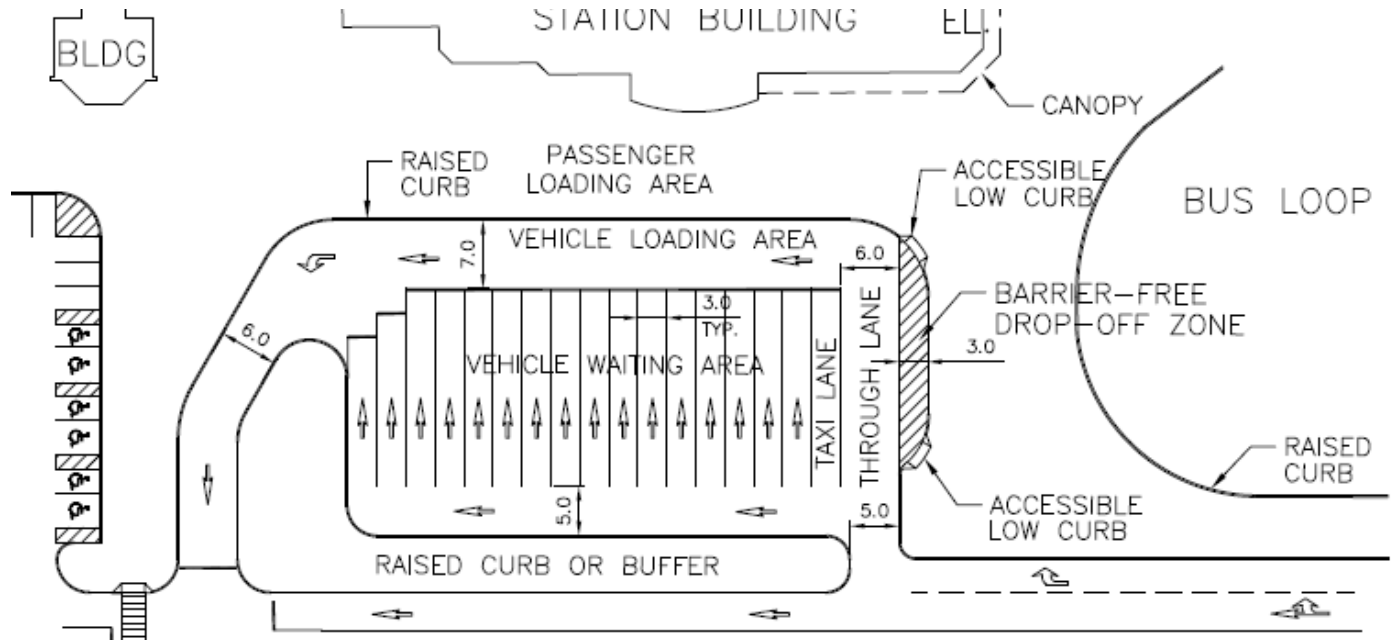 STATION BUILDING
EL.
BLDG
CANOPY
RAISED
CURB
PASSENGER
LOADING AREA
ACCESSIBLE
LOW CURB
BUS LOOP
VEHICLE LOADING AREA
7.0
6.0
BARRIER-FREE
DROP-OFF ZONE
3.0
TYP.
6.0
3.0
VEHICLE WAITING AREA
TAXI LANE
THROUGH LANE
RAISED
CURB
5.0
5.0
ACCESSIBLE
LOW CURB
RAISED CURB OR BUFFER